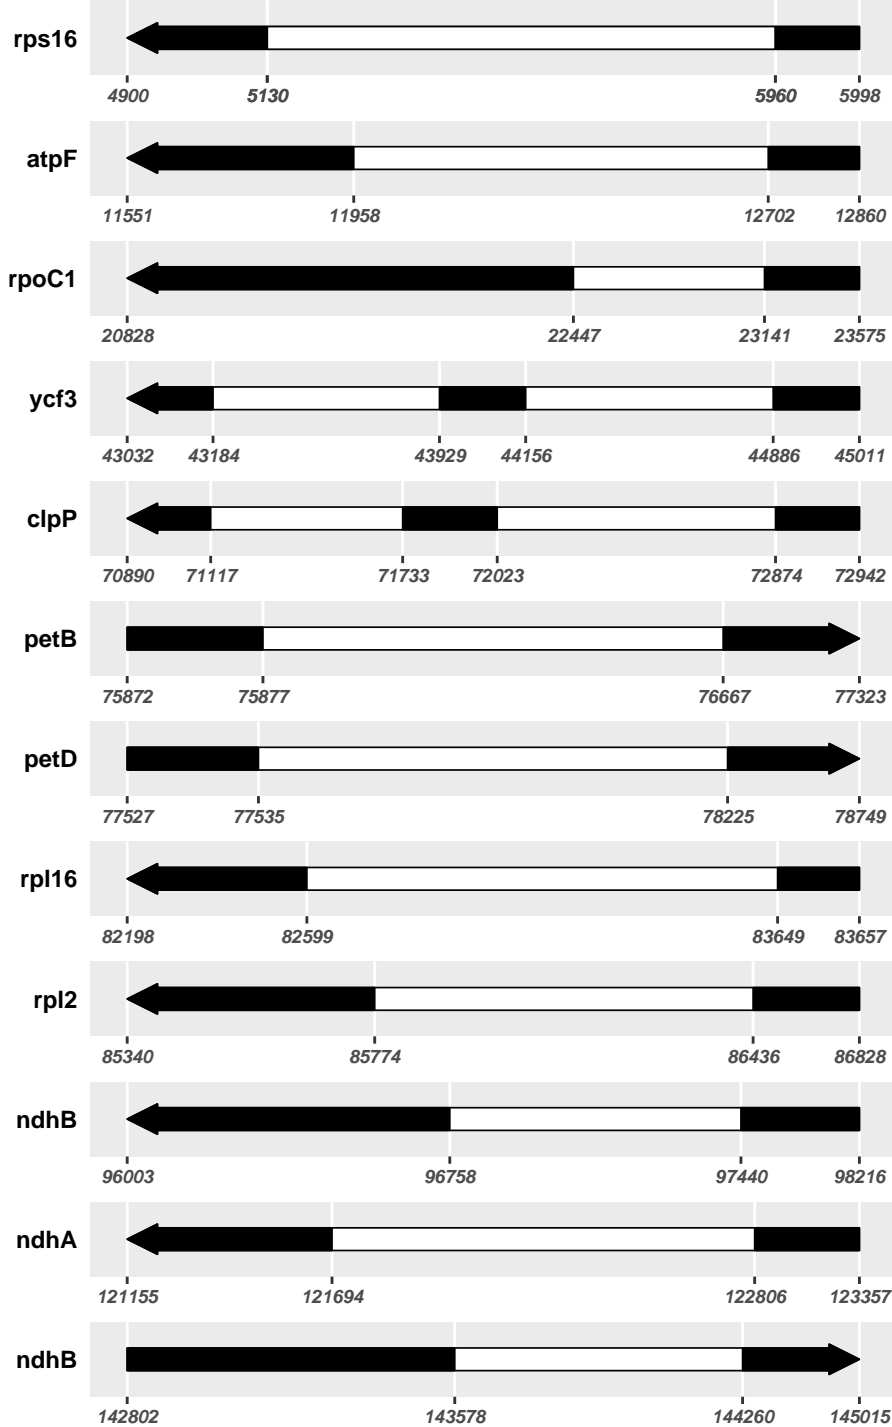 rps16
4900 5130 5960 5998
atpF
11551 11958 12702 12860
rpoC1
20828 22447 23141 23575
ycf3
43032 43184 43929 44156 44886 45011
clpP
70890 71117 71733 72023 72874 72942
petB
75872 75877 76667 77323
petD
77527 77535 78225 78749
rpl16
82198 82599 83649 83657
rpl2
85340 85774 86436 86828
ndhB
96003 96758 97440 98216
ndhA
121155 121694 122806 123357
ndhB
142802 143578 144260 145015